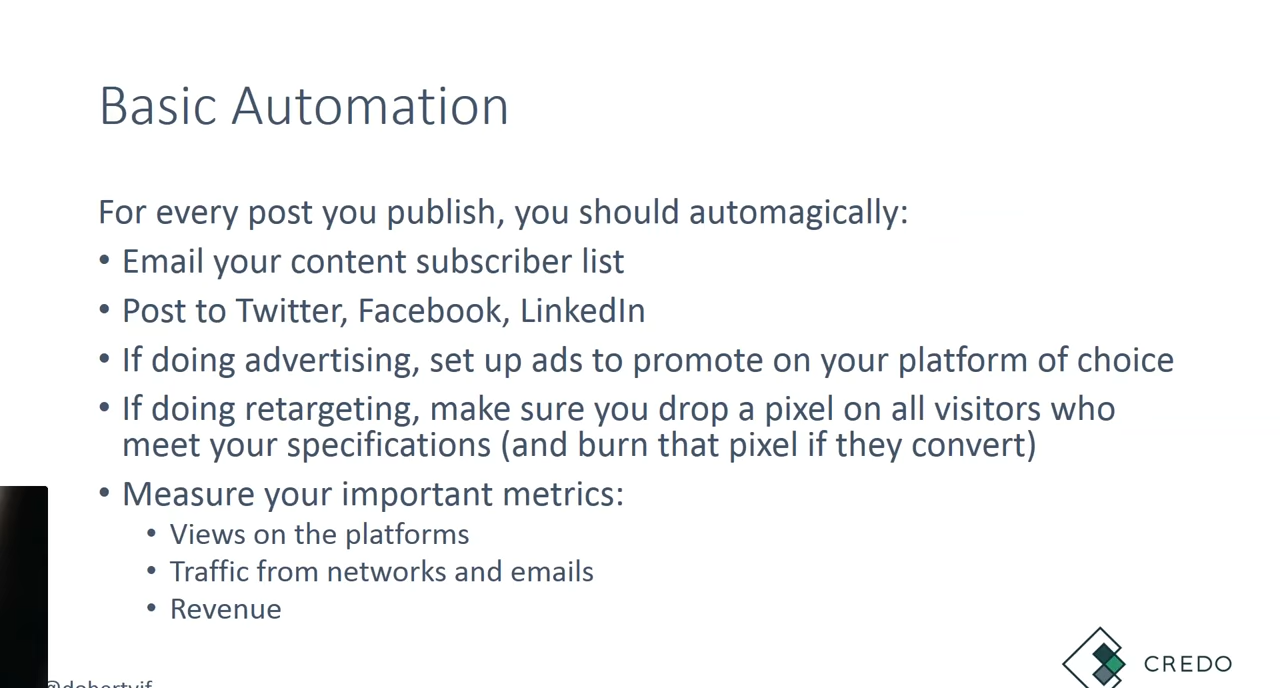 Basic Automation
For every post you publish, you should automagically:
• Email your content subscriber list
• Post to Twitter, Facebook, LinkedIn
• If doing advertising, set up ads to promote on your platform of choice
• If doing retargeting, make sure you drop a pixel on all visitors who
meet your specifications (and burn that pixel if they convert)
• Measure your important metrics:
• Views on the platforms
• Traffic from networks and emails
• Revenue
CREDO